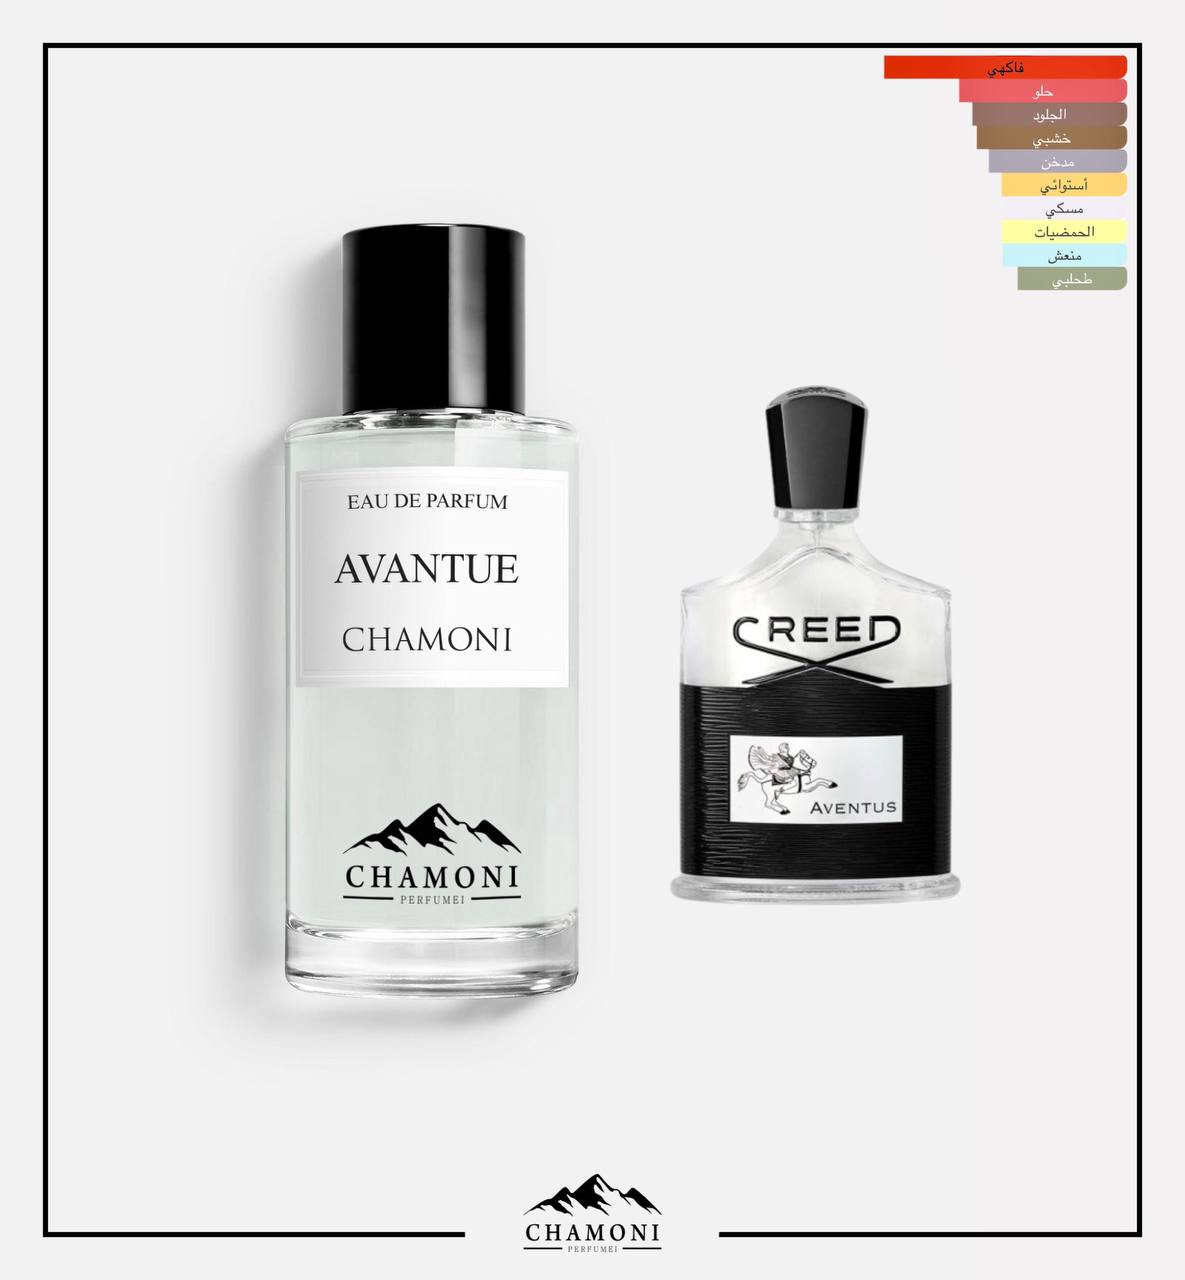 فاكهي
حلو
الجلود
خشبي
مدخن
أستوائي
مسكي
الحمضيات
منعش
طحلبي
EAU DE PARFUM
AVANTUE
CHAMONI
CHAMONI
PERFUMEI
CREED
AVENTUS
CHAMONI
PERFUMEI